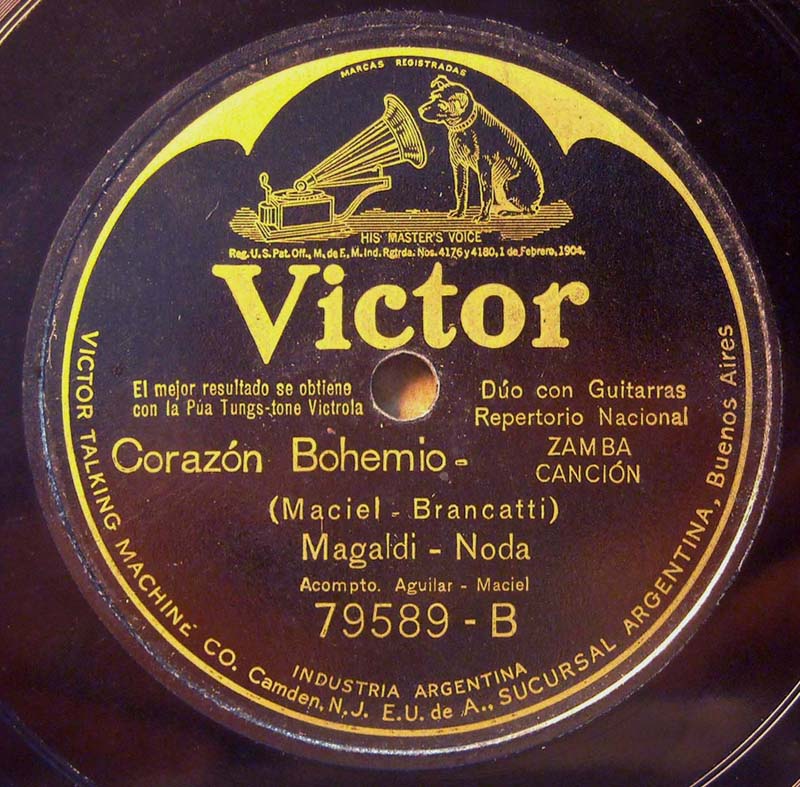 MARCAS REGISTRADAS
HIS MASTER'S VOICE
Reg. U.S. Pat. Off., M. de F., M. Ind. Rgtrda. Nos. 4176 y 4180, 1 de Febrero, 1904.
Victor
El mejor resultado se obtiene
con la Púa Tungs-tone Victrola
Dúo con Guitarras
Repertorio Nacional
Corazón Bohemio -
ZAMBA
CANCIÓN
(Maciel - Brancatti)
Magaldi - Noda
Acompto. Aguilar - Maciel
79589 - B
INDUSTRIA ARGENTINA
VICTOR TALKING MACHINE CO. Camden, N.J. E.U. de A., SUCURSAL ARGENTINA, Buenos Aires